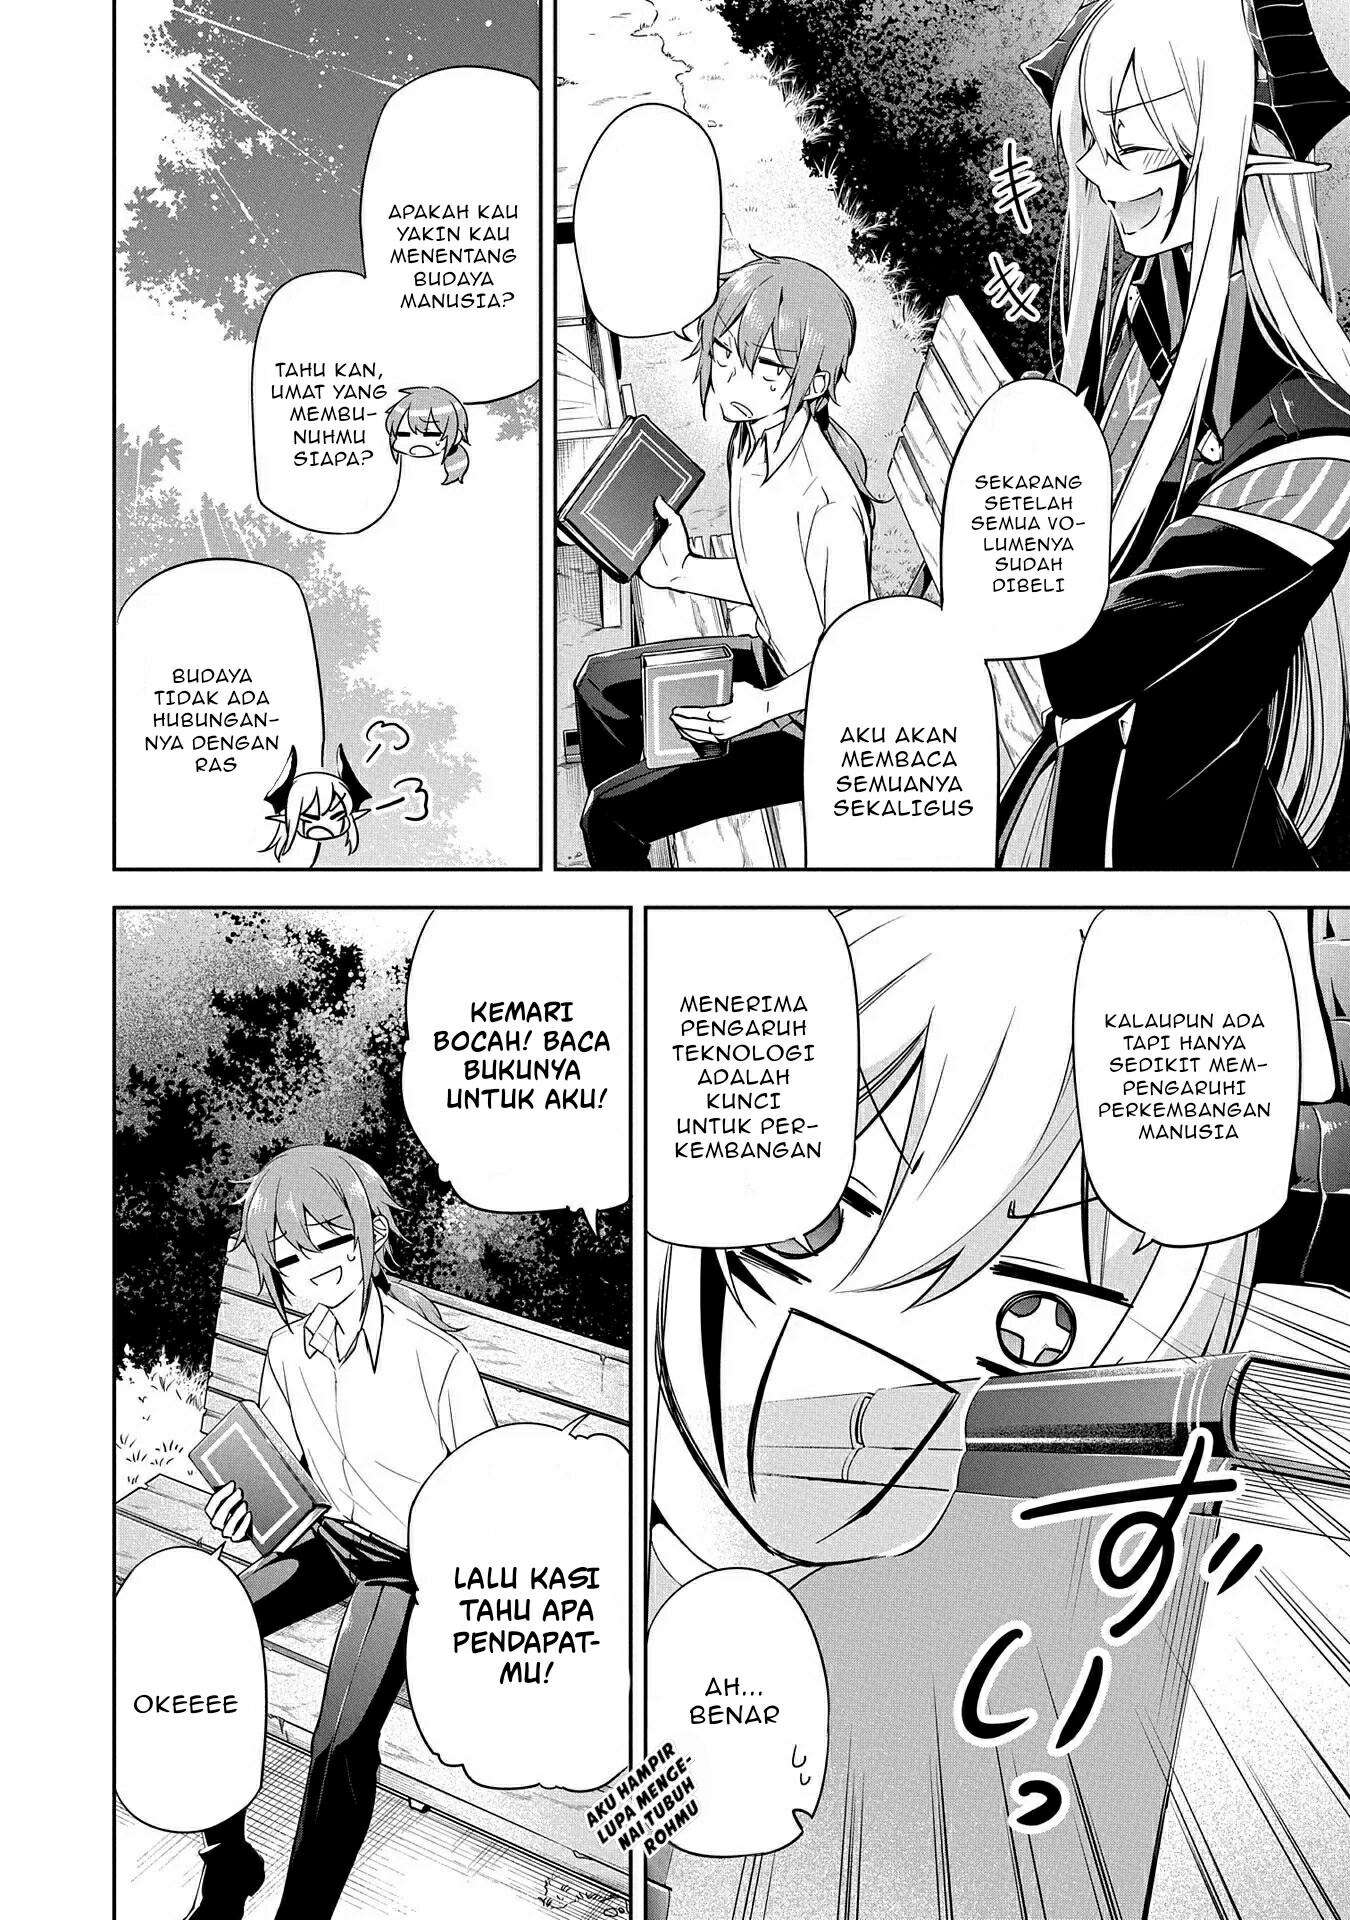 SEKARANG
SETELAH
SEMUA VO-
LUMENYA
SUDAH
DIBELI
AKU AKAN
MEMBACA
SEMUANYA
SEKALIGUS
APAKAH KAU
YAKIN KAU
MENENTANG
BUDAYA
MANUSIA?
TAHU KAN,
UMAT YANG
MEMBU-
NUHMU
SIAPA?
BUDAYA
TIDAK ADA
HUBUNGAN-
NYA DENGAN
RAS
KALAUPUN ADA
TAPI HANYA
SEDIKIT MEM-
PENGARUHI
PERKEMBANGAN
MANUSIA
MENERIMA
PENGARUH
TEKNOLOGI
ADALAH
KUNCI
UNTUK PER-
KEMBANGAN
ずいっ
AH...
BENAR
AKU HAMPIR
LUPA MENGE-
NAI TUBUH
ROHMU
KEMARI
BOCAH! BACA
BUKUNYA
UNTUK AKU!
LALU KASI
TAHU APA
PENDAPAT-
MU!
OKEEEE